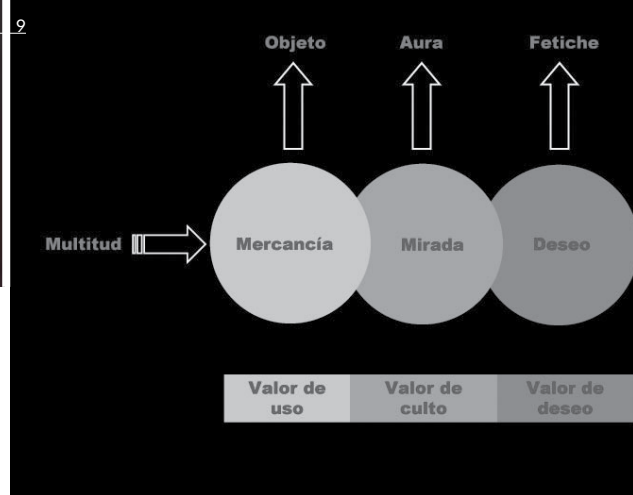 9
Objeto Aura Fetiche
Multitud Mercancía Mirada Deseo
Valor de uso Valor de culto Valor de deseo